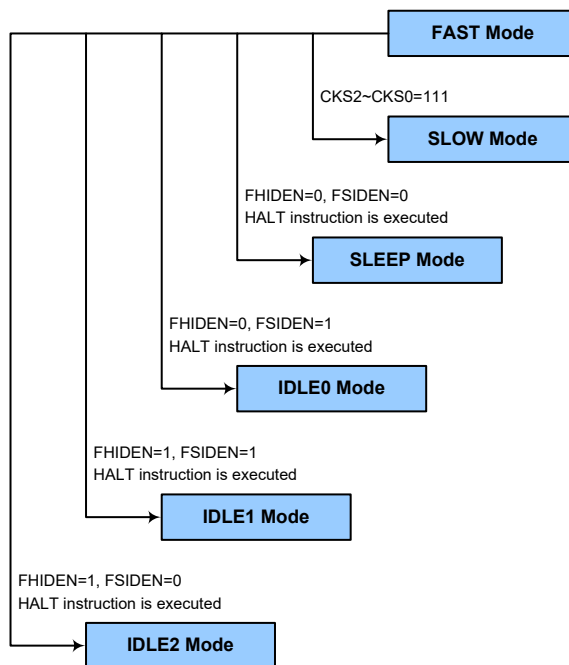 FAST Mode
CKS2~CKS0=111
SLOW Mode
FHIDEN=0, FSIDEN=0
HALT instruction is executed
SLEEP Mode
FHIDEN=0, FSIDEN=1
HALT instruction is executed
IDLE0 Mode
FHIDEN=1, FSIDEN=1
HALT instruction is executed
IDLE1 Mode
FHIDEN=1, FSIDEN=0
HALT instruction is executed
IDLE2 Mode